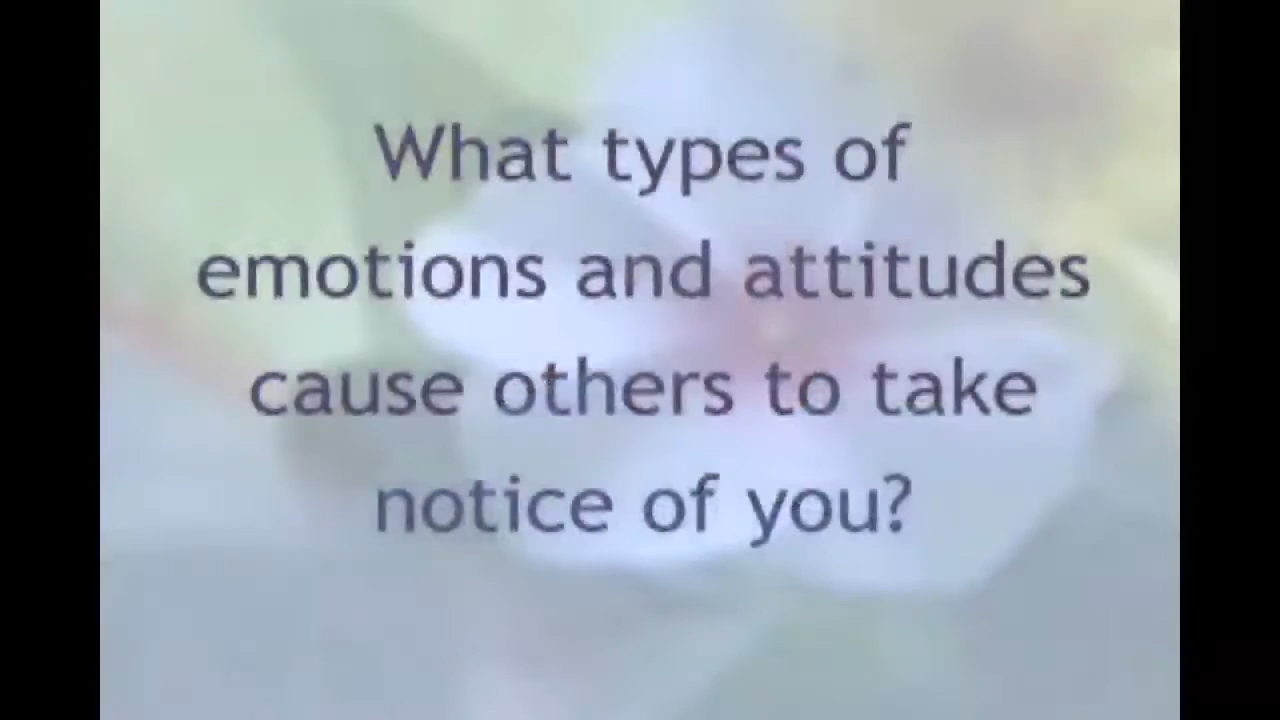 What types of
emotions and attitudes
cause others to take
notice of you?